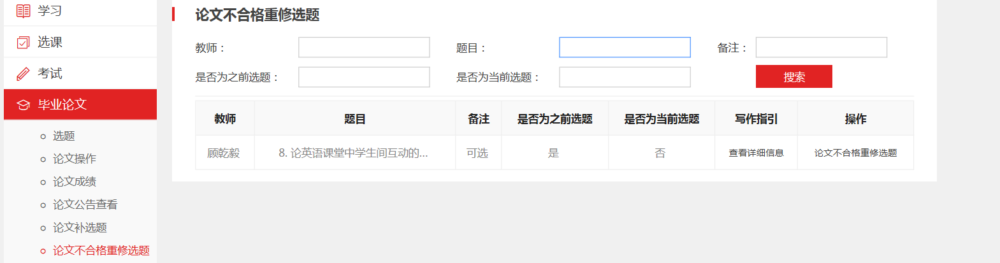 学习
选课
考试
毕业论文
选题
论文操作
论文成绩
论文公告查看
论文补选题
论文不合格重修选题
论文不合格重修选题
教师： 题目： 备注：
是否为之前选题： 是否为当前选题： 搜索
教师 题目 备注 是否为之前选题 是否为当前选题 写作指引 操作
顾乾毅 8. 论英语课堂中学生间互动的... 可选 是 否 查看详细信息 论文不合格重修选题